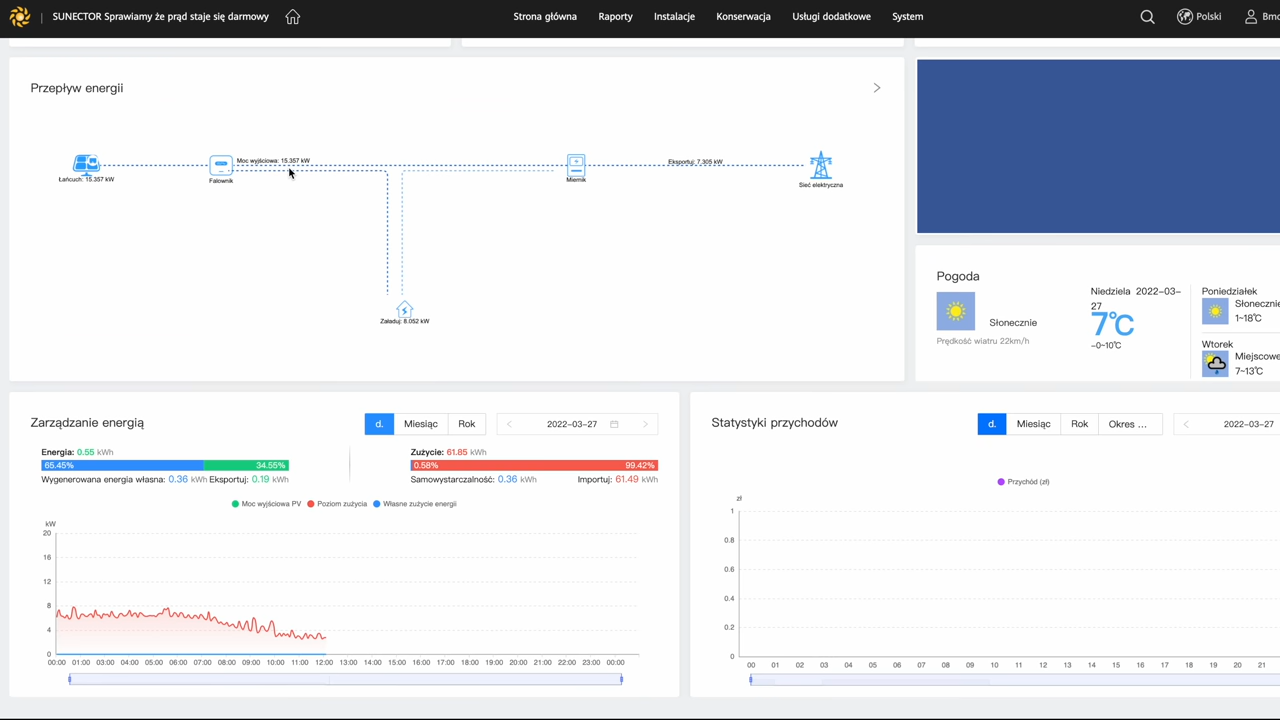 SUNECTOR Sprawiamy że prąd staje się darmowy
Strona główna Raporty Instalacje Konserwacja Usługi dodatkowe System
Polski
Przepływ energii
Łańcuch: 15.357 kW
Falownik
Moc wyjściowa: 15.357 kW
Miernik
Eksportuj: 7.305 kW
Sieć elektryczna
Załaduj: 8.052 kW
Pogoda
Słonecznie
Prędkość wiatru 22km/h
Niedziela 2022-03-
27
7℃
-0~10℃
Poniedziałek
Słonecznie
1~18℃
Wtorek
Miejscowe
7~13℃
Zarządzanie energią
d. Miesiąc Rok
2022-03-27
Energia: 0.55 kWh
65.45% 34.55%
Wygenerowana energia własna: 0.36 kWh Eksportuj: 0.19 kWh
Zużycie: 61.85 kWh
0.58% 99.42%
Samowystarczalność: 0.36 kWh Importuj: 61.49 kWh
Moc wyjściowa PV Poziom zużycia Własne zużycie energii
kW
20
16
12
8
4
0
00:00 01:00 03:00 04:00 05:00 06:00 07:00 08:00 09:00 10:00 11:00 12:00 13:00 14:00 15:00 16:00 17:00 18:00 19:00 20:00 21:00 22:00 23:00 00:00
Statystyki przychodów
d. Miesiąc Rok Okres ...
2022-03-27
Przychód (zł)
zł
1
0.8
0.6
0.4
0.2
0
00 01 02 03 04 05 06 07 08 09 10 11 12 13 14 15 16 17 18 19 20 21